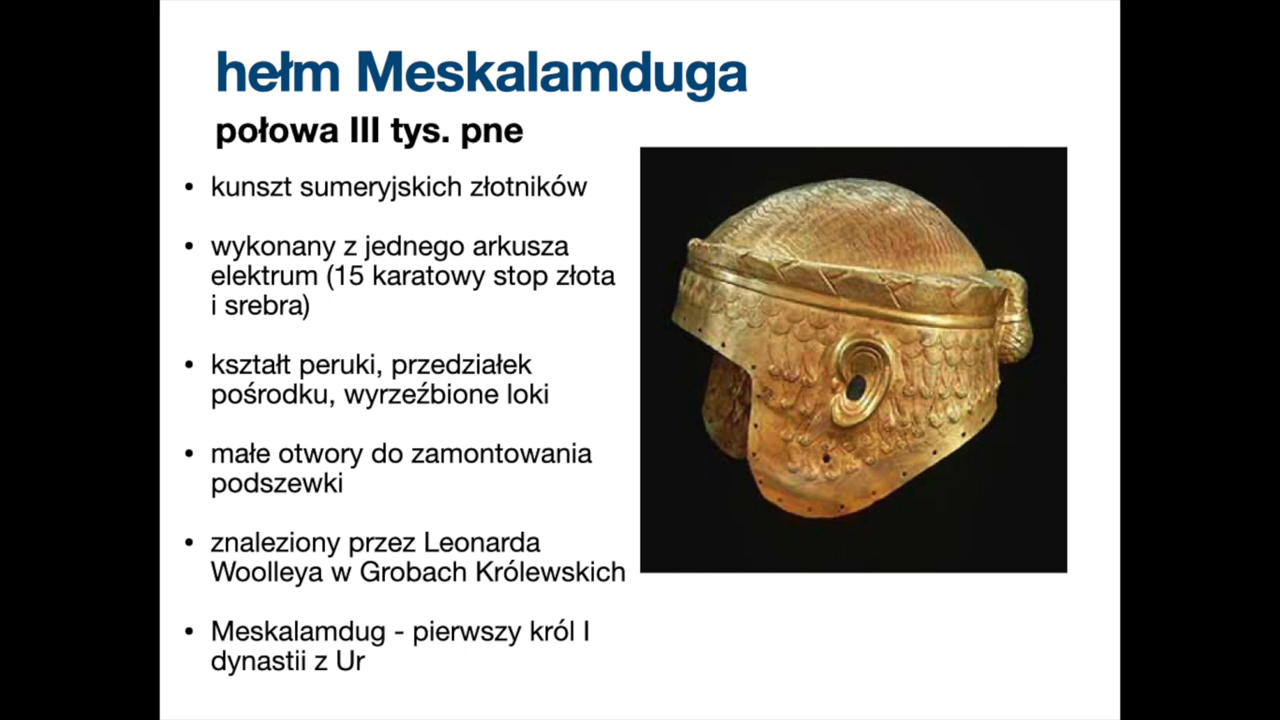 hełm Meskalamduga
połowa III tys. pne
• kunszt sumeryjskich złotników
• wykonany z jednego arkusza
elektrum (15 karatowy stop złota
i srebra)
• kształt peruki, przedziałek
pośrodku, wyrzeźbione loki
• małe otwory do zamontowania
podszewki
• znaleziony przez Leonarda
Woolleya w Grobach Królewskich
• Meskalamdug - pierwszy król I
dynastii z Ur